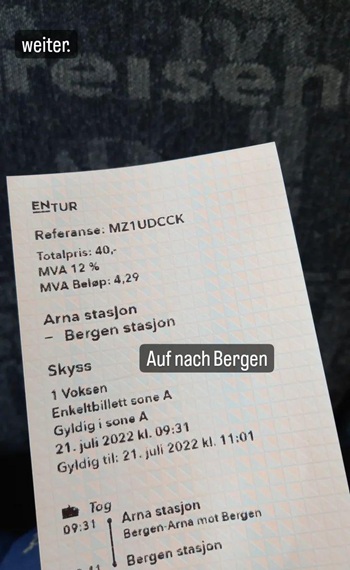 weiter.
reisen
ENTUR
Referanse: MZ1UDCCK
Totalpris: 40,-
MVA 12 %
MVA Beløp: 4,29
Arna stasjon
– Bergen stasjon
Skyss
Auf nach Bergen
1 Voksen
Enkeltbillett sone A
Gyldig i sone A
21. juli 2022 kl. 09:31
Gyldig til: 21. juli 2022 kl. 11:01
Tog
09:31 Arna stasjon
Bergen-Arna mot Bergen
Bergen stasjon